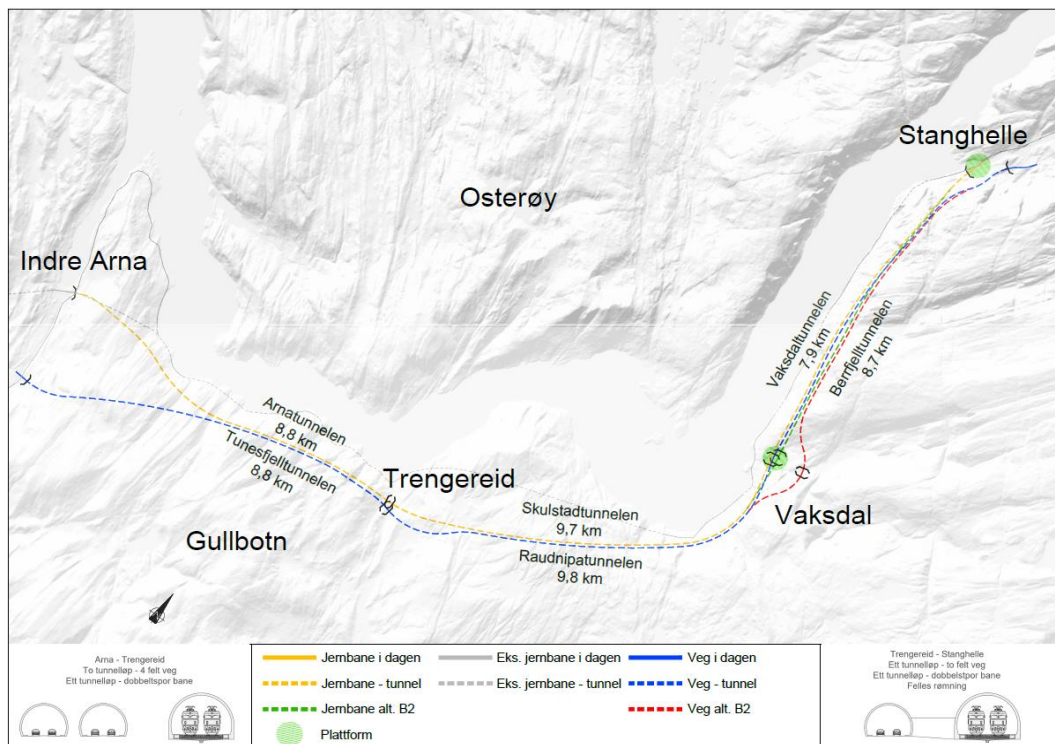 Stanghelle
Osterøy
Indre Arna
Vaksdaltunnelen
7,9 km
Berrfjelltunnelen
8,7 km
Arnatunnelen
8,8 km
Tunesfjelltunnelen
8,8 km
Trengereid
Skulstadtunnelen
9,7 km
Vaksdal
Gullbotn
Raudnipatunnelen
9,8 km
Arna - Trengereid
To tunnelløp - 4 felt veg
Ett tunnelløp - dobbeltspor bane
Jernbane i dagen
Eks. jernbane i dagen
Veg i dagen
Jernbane - tunnel
Eks. jernbane - tunnel
Veg - tunnel
Jernbane alt. B2
Veg alt. B2
Plattform
Trengereid - Stanghelle
Ett tunnelløp - to felt veg
Ett tunnelløp - dobbeltspor bane
Felles rømning